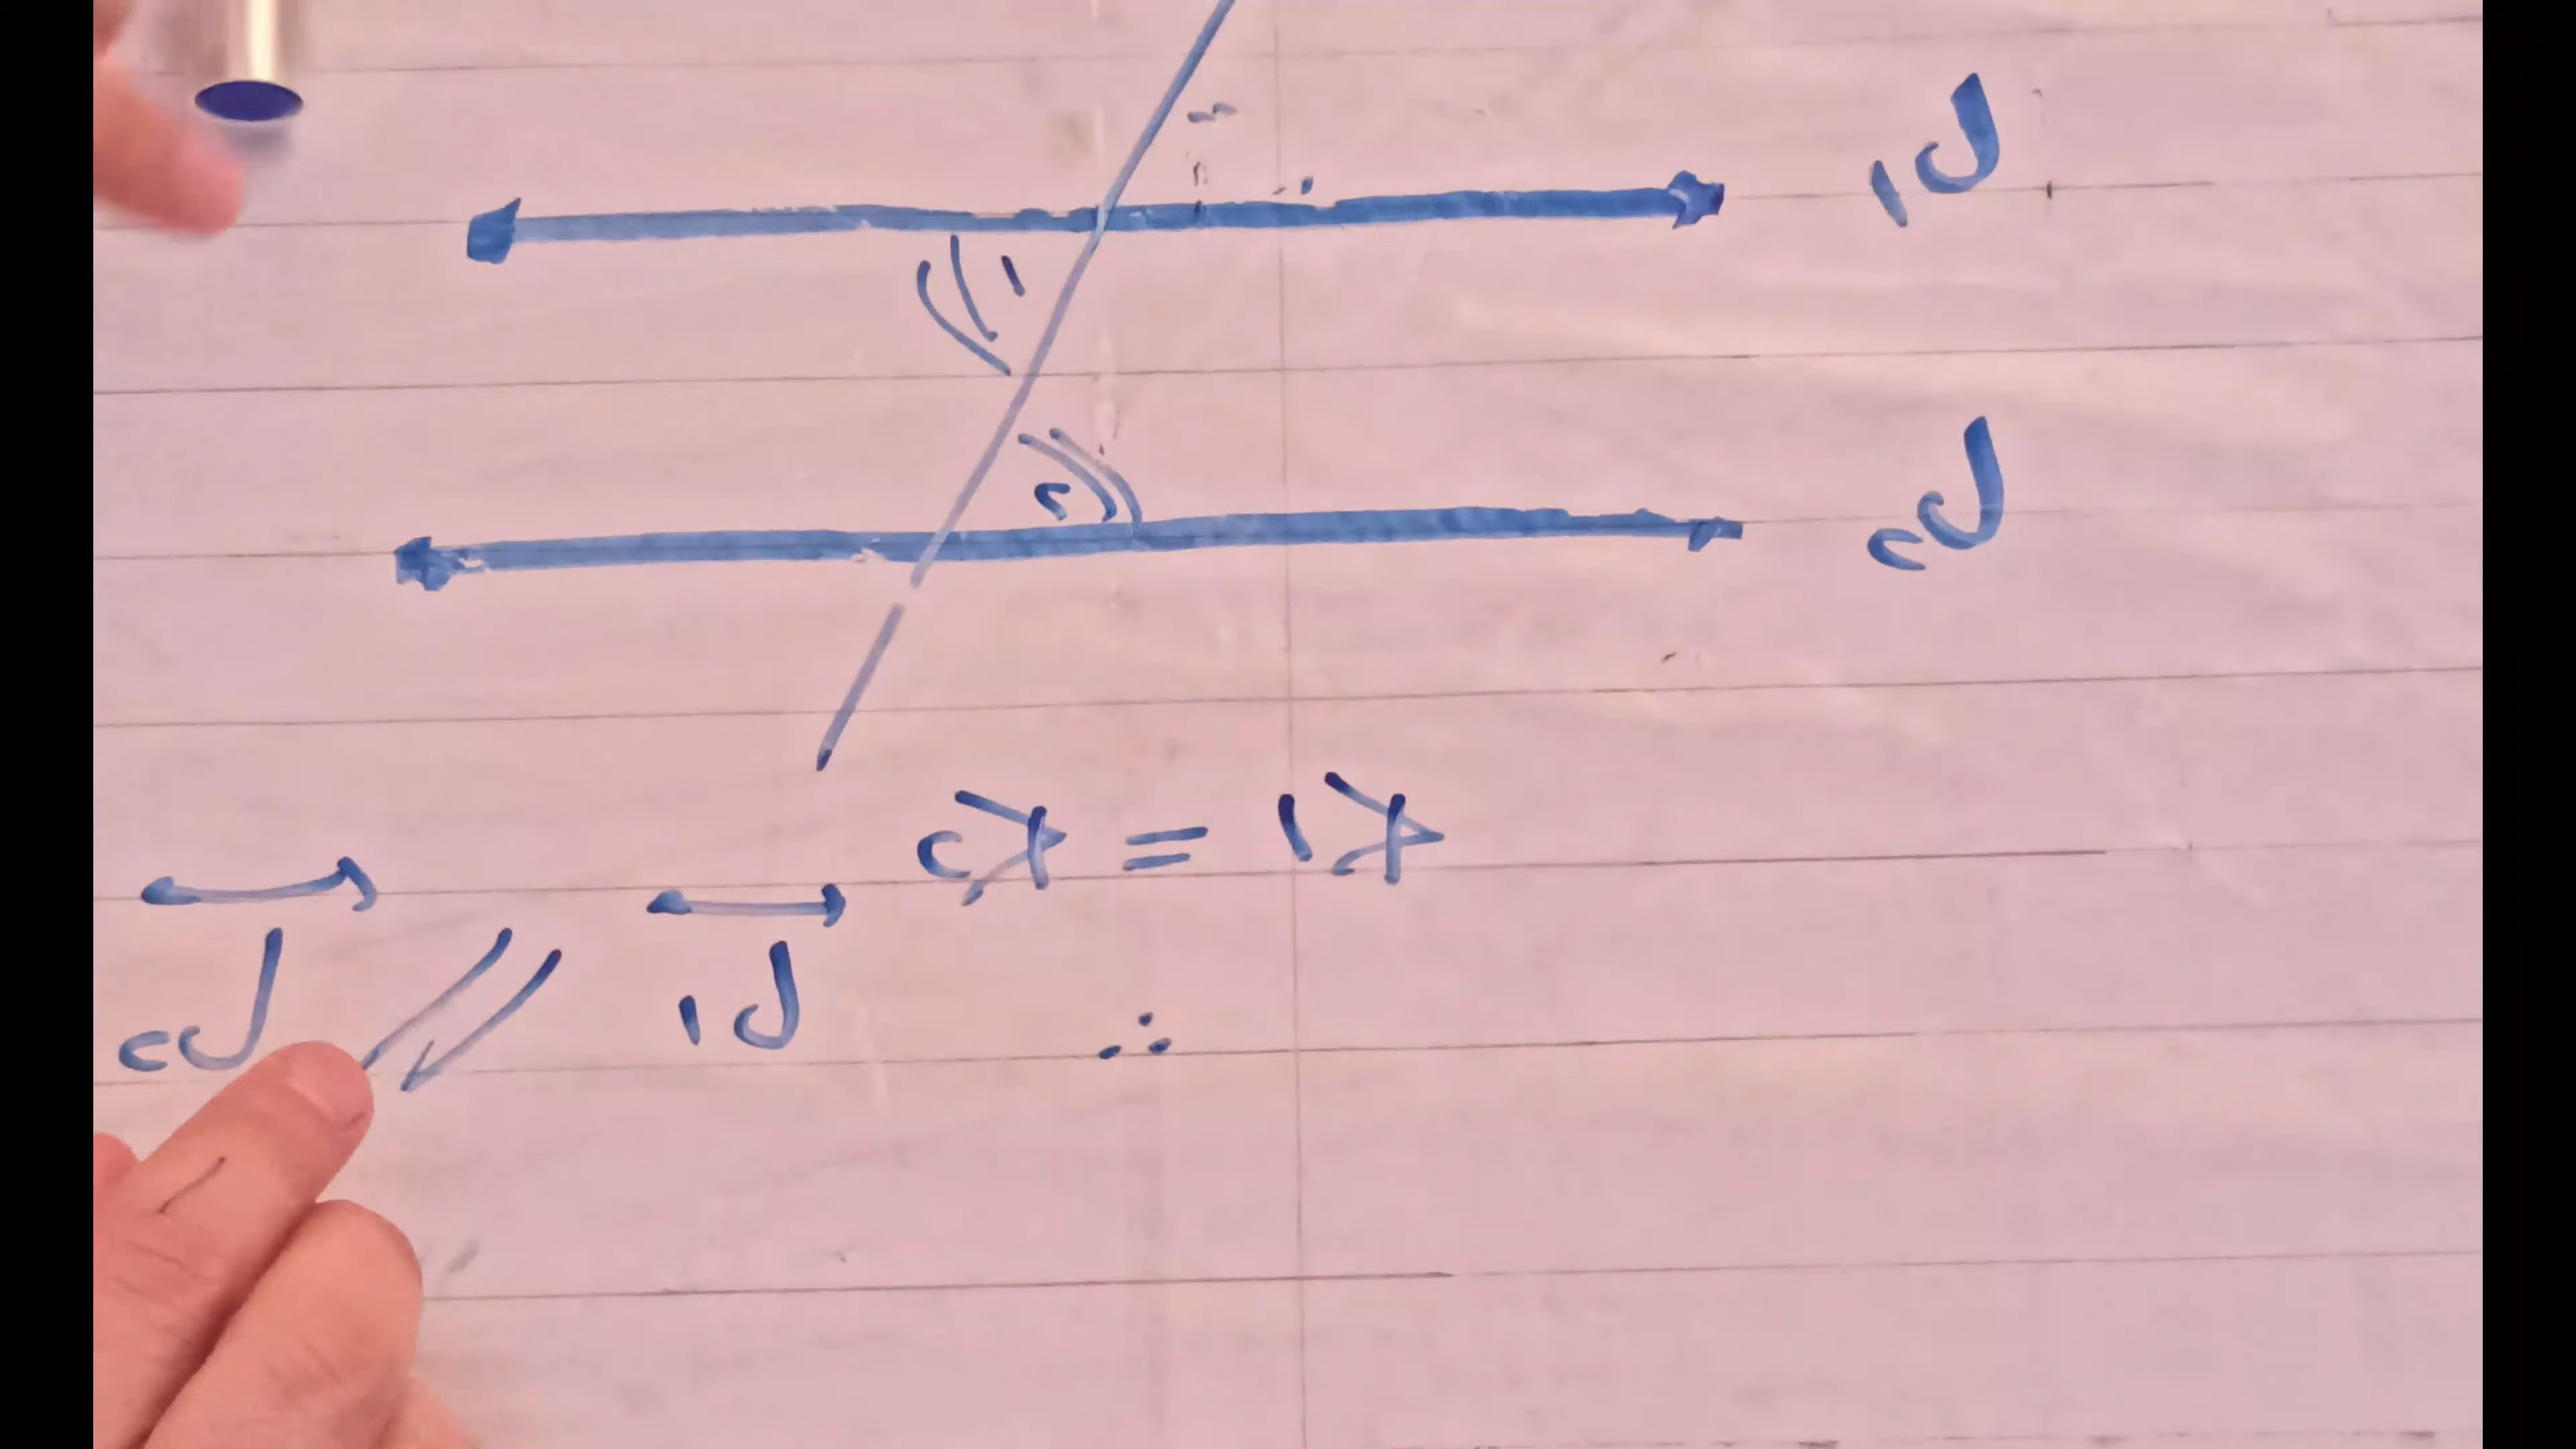 ل١
١
٢
ل٢
∢١ = ∢٢
∴ ل١ // ل٢